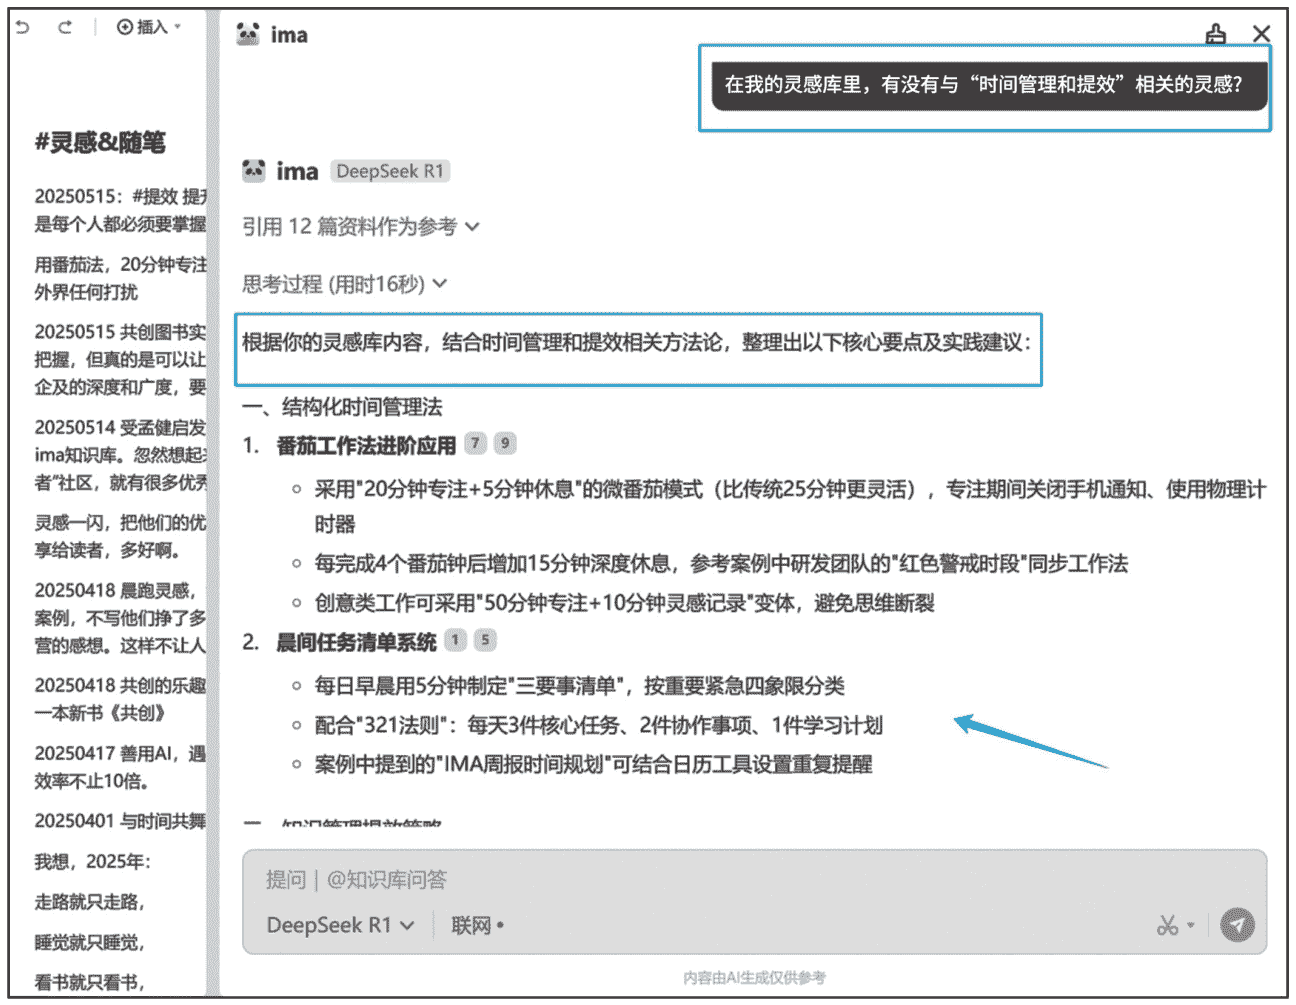 插入
#灵感&随笔
20250515：#提效 提升
是每个人都必须要掌握
用番茄法，20分钟专注
外界任何打扰
20250515 共创图书实
把握，但真的是可以让
企及的深度和广度，要
20250514 受孟健启发
ima知识库。忽然想起
者”社区，就有很多优秀
灵感一闪，把他们的优
享给读者，多好啊。
20250418 晨跑灵感，
案例，不写他们挣了多
营的感想。这样不让人
20250418 共创的乐趣
一本新书《共创》
20250417 善用AI，遇
效率不止10倍。
20250401 与时间共舞
我想，2025年：
走路就只走路，
睡觉就只睡觉，
看书就只看书，
ima
在我的灵感库里，有没有与“时间管理和提效”相关的灵感?
ima DeepSeek R1
引用 12 篇资料作为参考
思考过程 (用时16秒)
根据你的灵感库内容，结合时间管理和提效相关方法论，整理出以下核心要点及实践建议：
一、结构化时间管理法
1. 番茄工作法进阶应用 7 9
采用"20分钟专注+5分钟休息"的微番茄模式（比传统25分钟更灵活），专注期间关闭手机通知、使用物理计
时器
每完成4个番茄钟后增加15分钟深度休息，参考案例中研发团队的"红色警戒时段"同步工作法
创意类工作可采用"50分钟专注+10分钟灵感记录"变体，避免思维断裂
2. 晨间任务清单系统 1 5
每日早晨用5分钟制定"三要事清单"，按重要紧急四象限分类
配合"321法则"：每天3件核心任务、2件协作事项、1件学习计划
案例中提到的"IMA周报时间规划"可结合日历工具设置重复提醒
二、知识管理提效策略
提问 | @知识库问答
DeepSeek R1 联网
内容由AI生成仅供参考